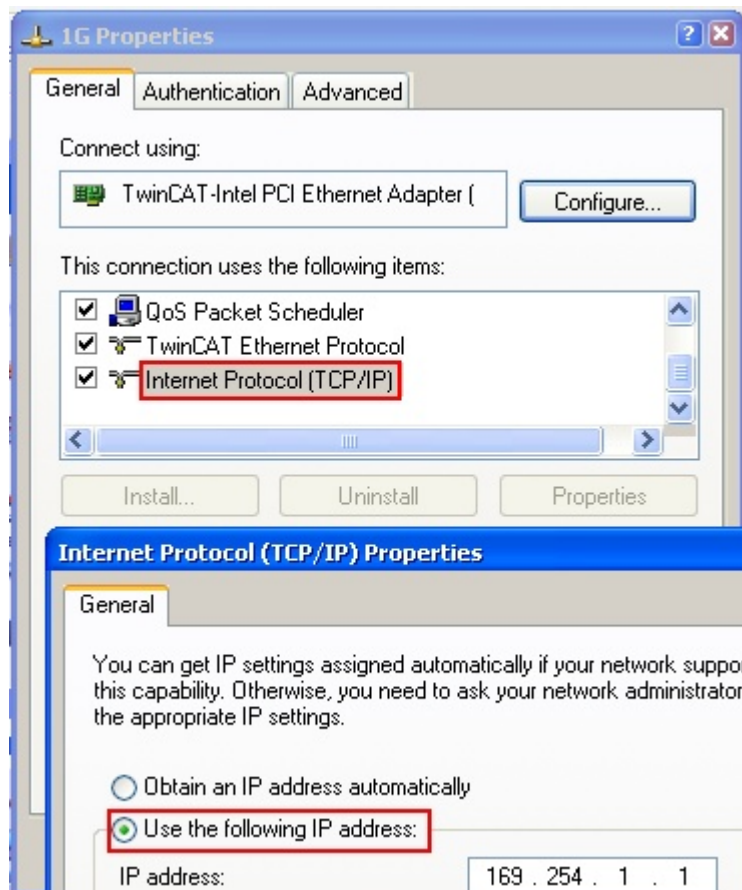 1G Properties
General Authentication Advanced
Connect using:
TwinCAT-Intel PCI Ethernet Adapter (
Configure...
This connection uses the following items:
QoS Packet Scheduler
TwinCAT Ethernet Protocol
Internet Protocol (TCP/IP)
Install... Uninstall Properties
Internet Protocol (TCP/IP) Properties
General
You can get IP settings assigned automatically if your network suppo
this capability. Otherwise, you need to ask your network administrator
the appropriate IP settings.
Obtain an IP address automatically
Use the following IP address:
IP address: 169 . 254 . 1 . 1